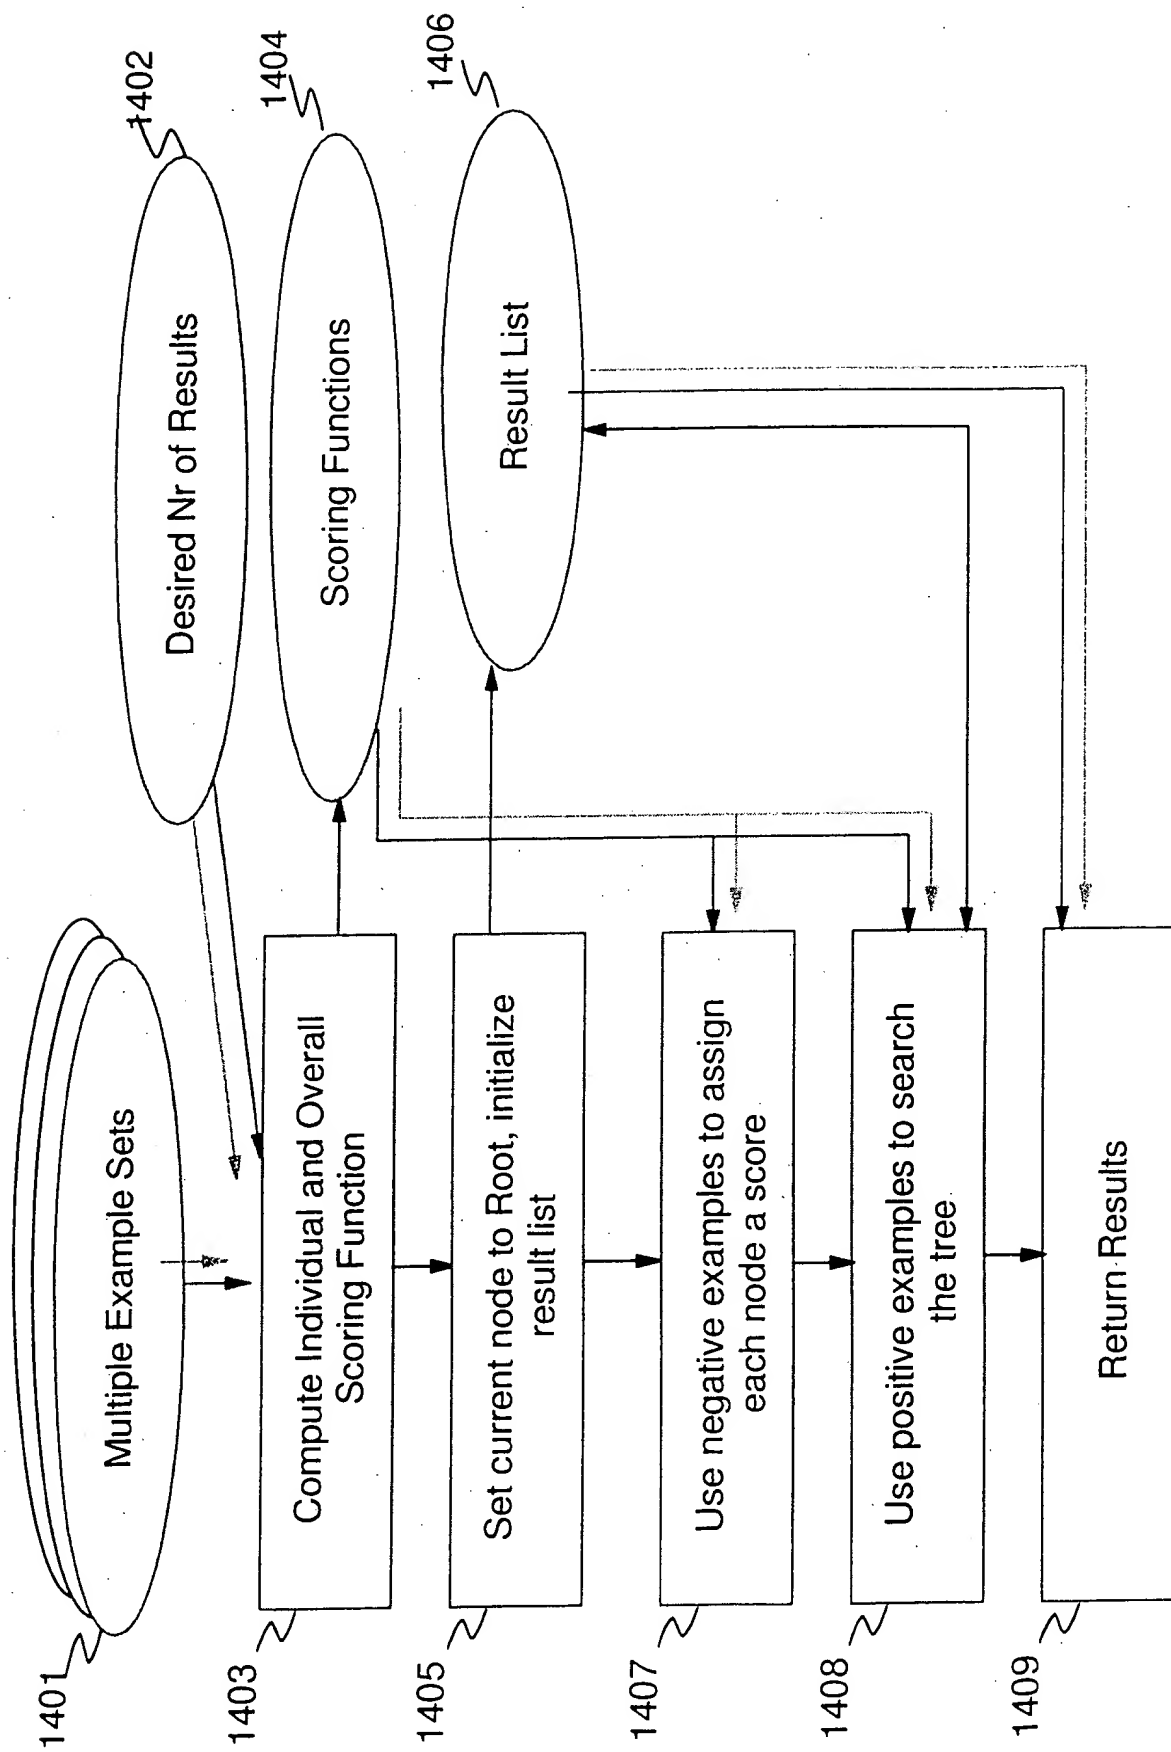 1401
Multiple Example Sets
Desired Nr of Results
1402
1403
Compute Individual and Overall
Scoring Function
Scoring Functions
1404
1405
Set current node to Root, initialize
result list
Result List
1406
1407
Use negative examples to assign
each node a score
1408
Use positive examples to search
the tree
1409
Return Results